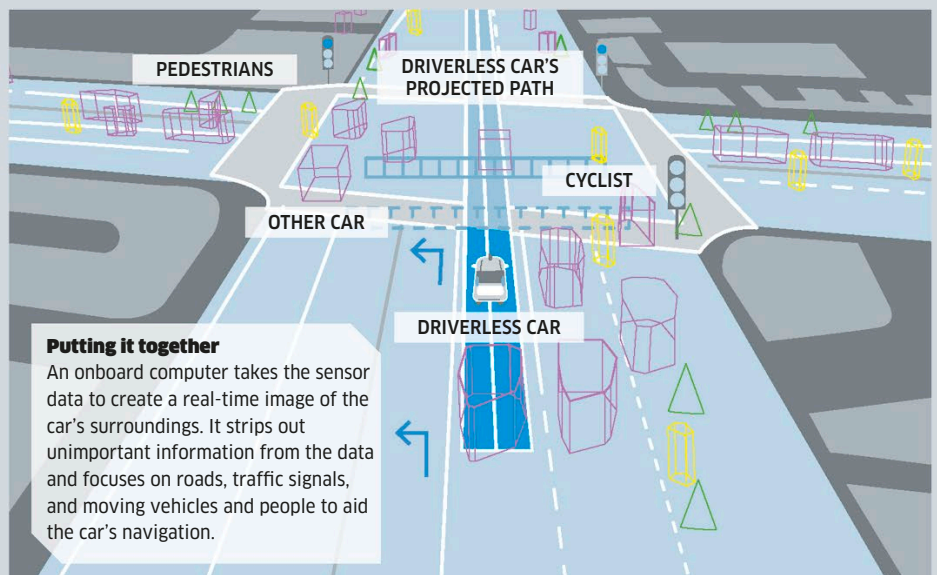 PEDESTRIANS
DRIVERLESS CAR'S
PROJECTED PATH
CYCLIST
OTHER CAR
DRIVERLESS CAR
Putting it together
An onboard computer takes the sensor
data to create a real-time image of the
car's surroundings. It strips out
unimportant information from the data
and focuses on roads, traffic signals,
and moving vehicles and people to aid
the car's navigation.